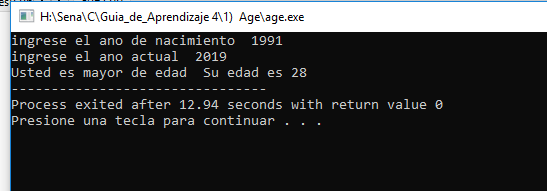 H:\Sena\C\Guia_de_Aprendizaje 4\1)  Age\age.exe
ingrese el ano de nacimiento  1991
ingrese el ano actual  2019
Usted es mayor de edad  Su edad es 28
--------------------------------
Process exited after 12.94 seconds with return value 0
Presione una tecla para continuar . . .